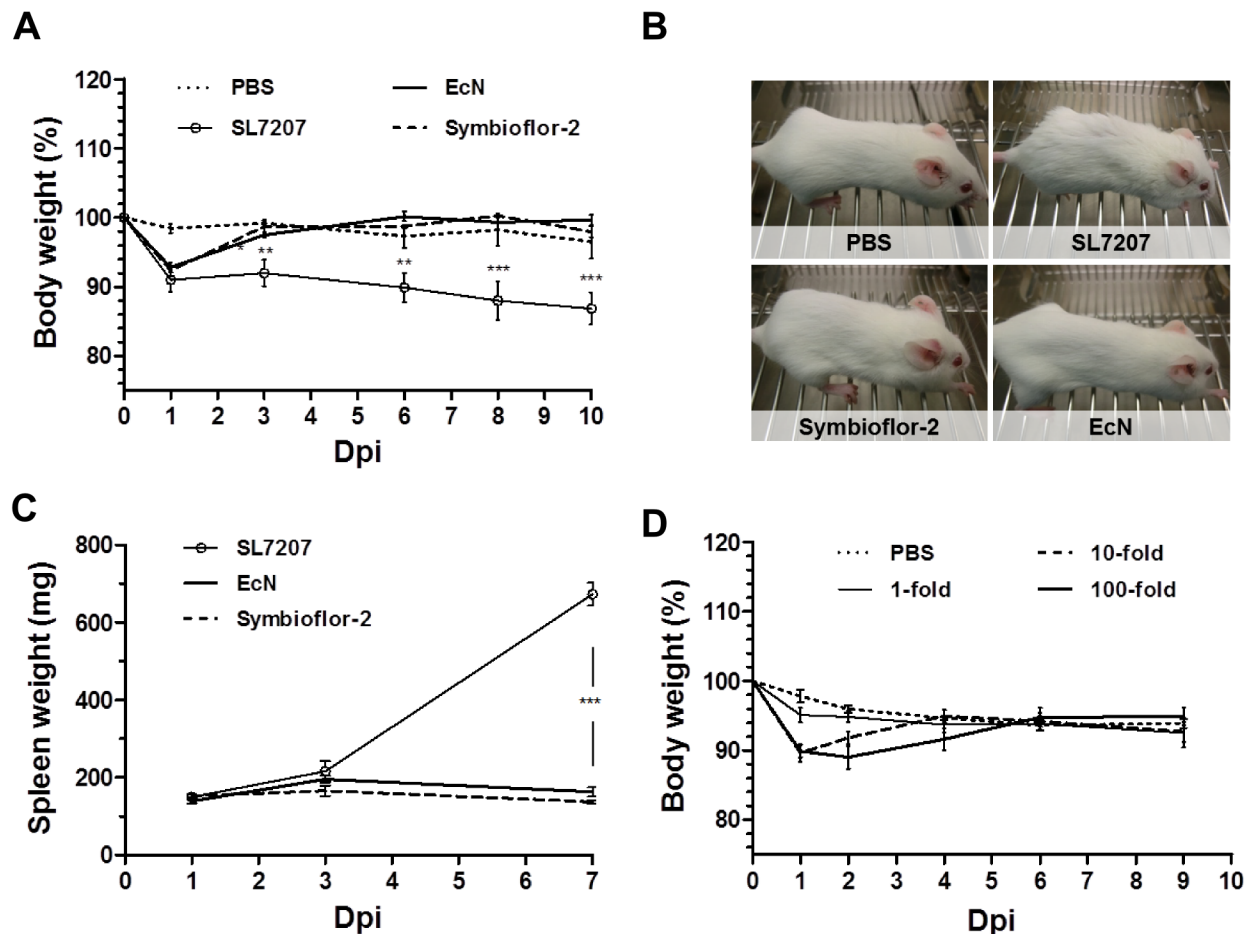 A
B
PBS
EcN
SL7207
Symbioflor-2
Body weight (%)
120
110
100
90
80
* ** ** *** ***
0 1 2 3 4 5 6 7 8 9 10
Dpi
PBS
SL7207
Symbioflor-2
EcN
C
D
SL7207
EcN
Symbioflor-2
Spleen weight (mg)
800
600
400
200
0
***
0 1 2 3 4 5 6 7
Dpi
PBS
10-fold
1-fold
100-fold
Body weight (%)
120
110
100
90
80
0 1 2 3 4 5 6 7 8 9 10
Dpi